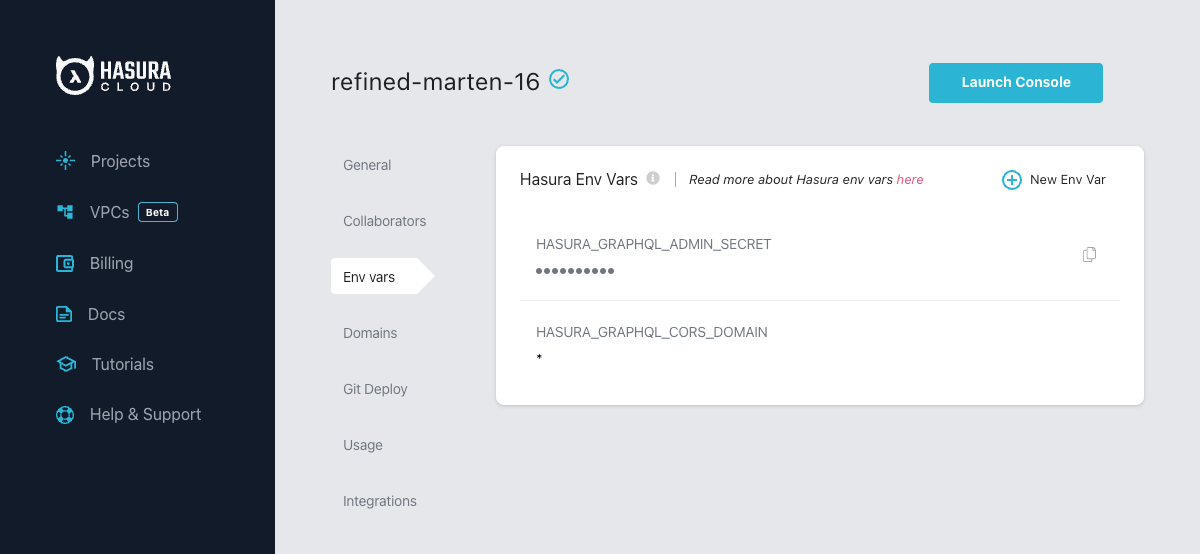 HASURA
CLOUD
Projects
VPCs Beta
Billing
Docs
Tutorials
Help & Support
refined-marten-16
Launch Console
General
Collaborators
Env vars
Domains
Git Deploy
Usage
Integrations
Hasura Env Vars | Read more about Hasura env vars here
New Env Var
HASURA_GRAPHQL_ADMIN_SECRET
••••••••••
HASURA_GRAPHQL_CORS_DOMAIN
*